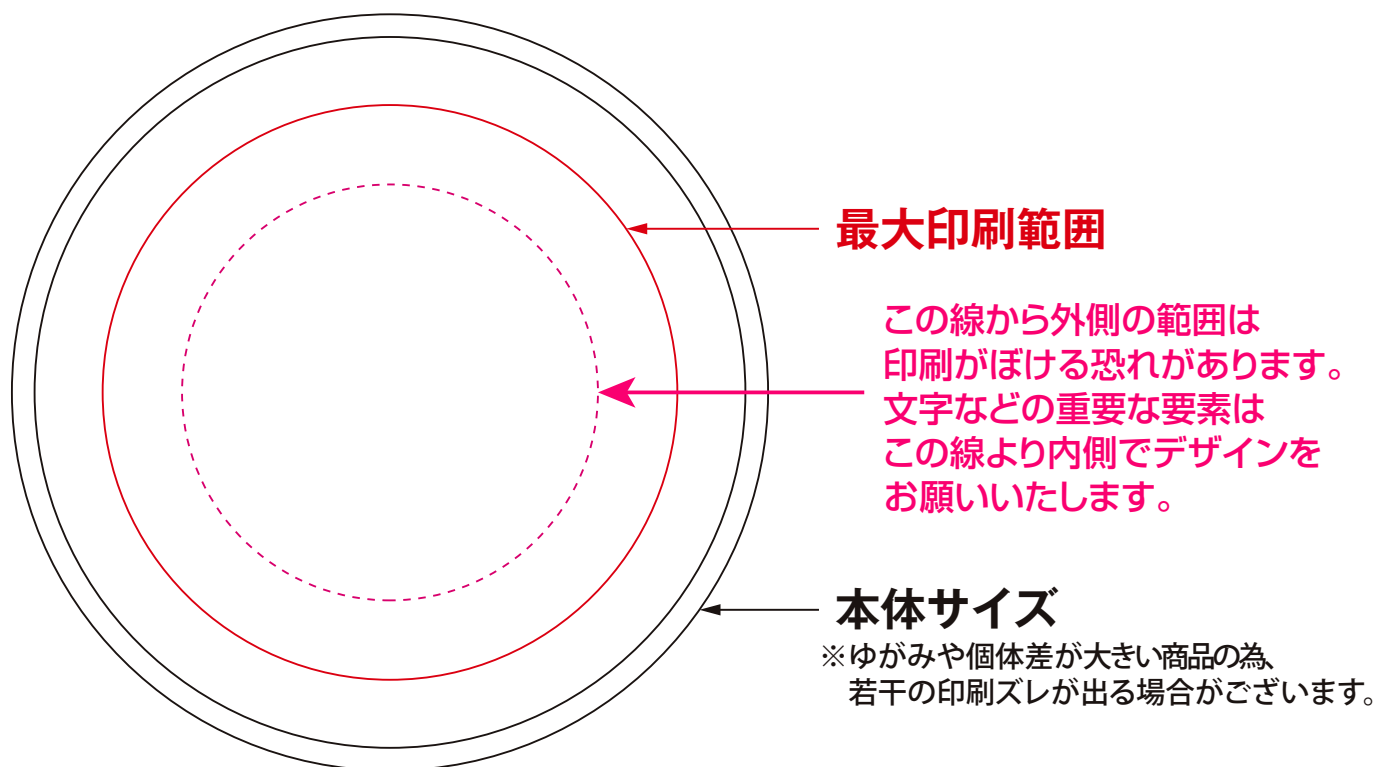 最大印刷範囲
この線から外側の範囲は
印刷がぼける恐れがあります。
文字などの重要な要素は
この線より内側でデザインを
お願いいたします。
本体サイズ
※ゆがみや個体差が大きい商品の為、
若干の印刷ズレが出る場合がございます。